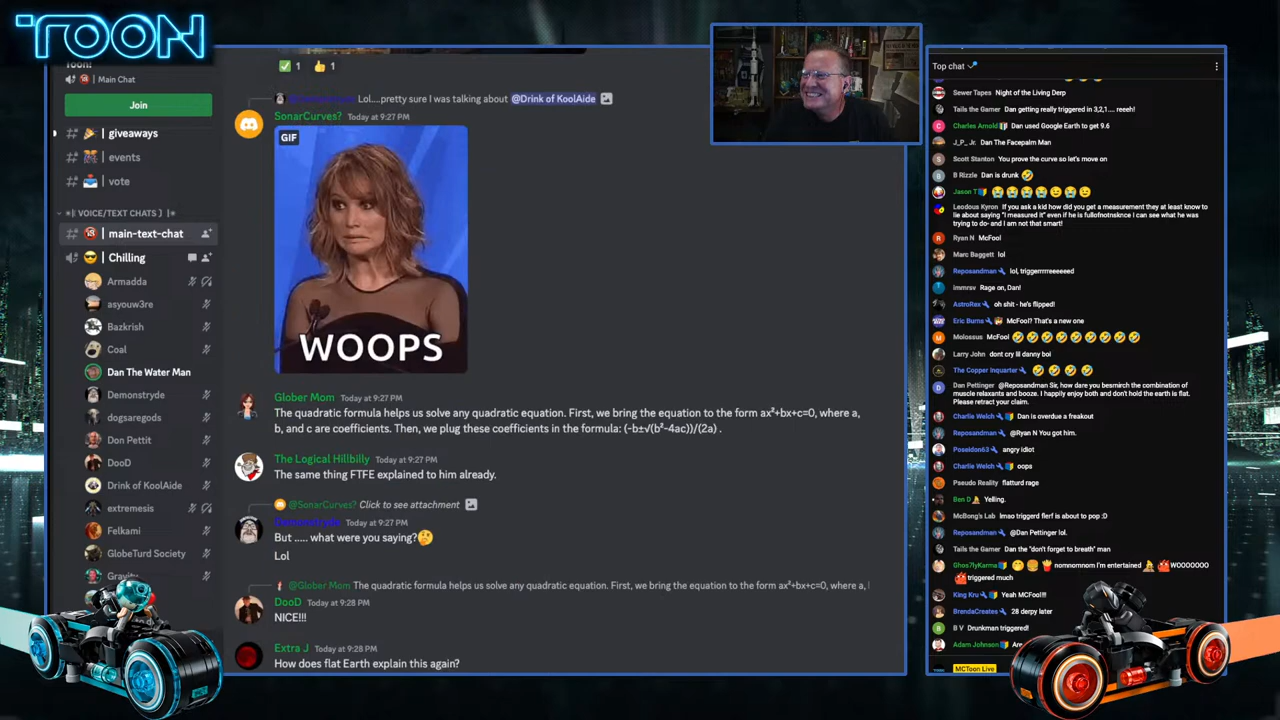 TOON
Toon!
Main Chat
Join
giveaways
events
vote
VOICE/TEXT CHATS
main-text-chat
Chilling
Armadda
asyouw3re
Bazkrish
Coal
Dan The Water Man
Demonstryde
dogsaregods
Don Pettit
DooD
Drink of KoolAide
extremesis
Felkami
GlobeTurd Society
Gravity
1 1
Lol....pretty sure I was talking about @Drink of KoolAide
SonarCurves? Today at 9:27 PM
GIF
WOOPS
Glober Mom Today at 9:27 PM
The quadratic formula helps us solve any quadratic equation. First, we bring the equation to the form ax²+bx+c=0, where a,
b, and c are coefficients. Then, we plug these coefficients in the formula: (-b±√(b²-4ac))/(2a) .
The Logical Hillbilly Today at 9:27 PM
The same thing FTFE explained to him already.
@SonarCurves? Click to see attachment
Demonstryde Today at 9:27 PM
But ..... what were you saying?🤔
Lol
@Glober Mom The quadratic formula helps us solve any quadratic equation. First, we bring the equation to the form ax²+bx+c=0, where a,
DooD Today at 9:28 PM
NICE!!!
Extra J Today at 9:28 PM
How does flat Earth explain this again?
Top chat
Sewer Tapes Night of the Living Derp
Tails the Gamer Dan getting really triggered in 3,2,1.... reeeh!
Charles Arnold Dan used Google Earth to get 9.6
J_P_ Jr. Dan The Facepalm Man
Scott Stanton You prove the curve so let's move on
B Rizzle Dan is drunk 🤣
Jason T 😭😭😭😭😉😭😉
Leodous Kyron If you ask a kid how did you get a measurement they at least know to
lie about saying "I measured it" even if he is fullofnotsknce I can see what he was
trying to do- and I am not that smart!
Ryan N McFool
Marc Baggett lol
Reposandman lol, triggerrrrreeeeeed
immrsv Rage on, Dan!
AstroRax oh shit - he's flipped!
Eric Burns McFool? That's a new one
Molossus McFool 🤣🤣🤣🤣🤣🤣🤣🤣🤣
Larry John dont cry lil danny boi
The Copper Inquarter 🤣🤣🤣🤣
Dan Pettinger @Reposandman Sir, how dare you besmirch the combination of
muscle relaxants and booze. I happily enjoy both and don't hold the earth is flat.
Please retract your claim.
Charlie Welch Dan is overdue a freakout
Reposandman @Ryan N You got him.
Poseidon63 angry idiot
Charlie Welch oops
Pseudo Reality flatturd rage
Ben D Yelling.
McBong's Lab lmao triggered flerf is about to pop :D
Reposandman @Dan Pettinger lol.
Tails the Gamer Dan the "don't forget to breath" man
Ghos7lyKarma nomnomnom I'm entertained WOOOOOOO
triggered much
King Kru Yeah MCFool!!!
BrendaCreates 28 derpy later
B V Drunkman triggered!
Adam Johnson
MCToon Live